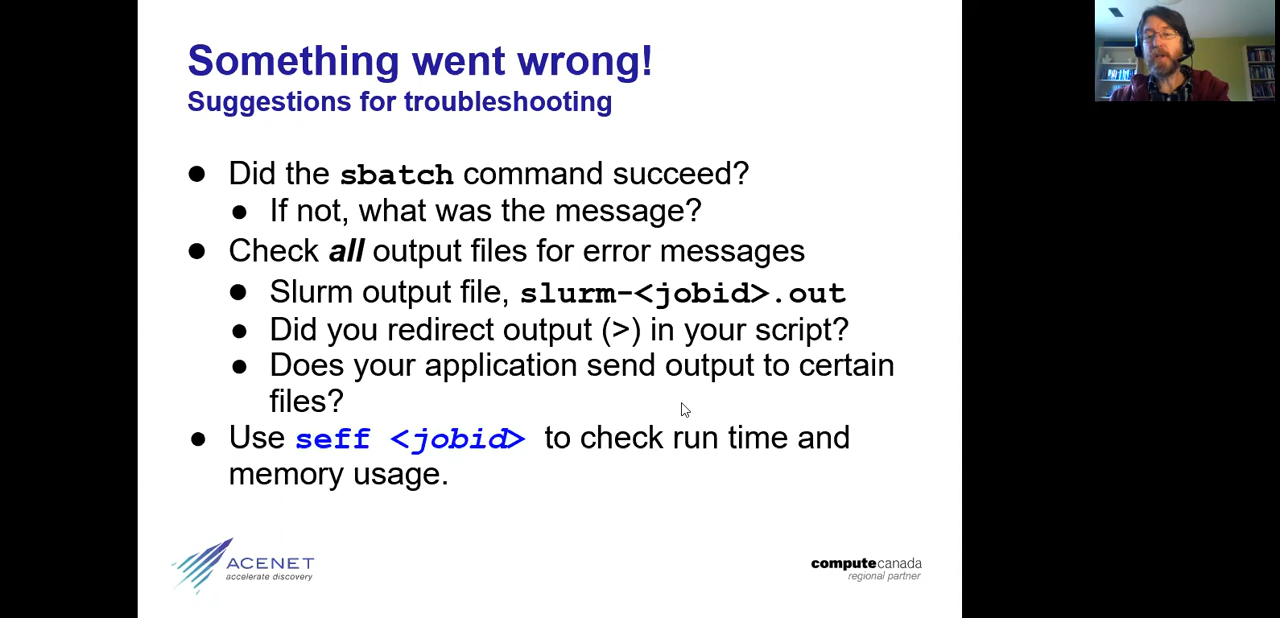 Something went wrong!
Suggestions for troubleshooting
● Did the sbatch command succeed?
● If not, what was the message?
● Check all output files for error messages
● Slurm output file, slurm-<jobid>.out
● Did you redirect output (>) in your script?
● Does your application send output to certain
files?
● Use seff <jobid> to check run time and
memory usage.
ACENET
accelerate discovery
computecanada
regional partner